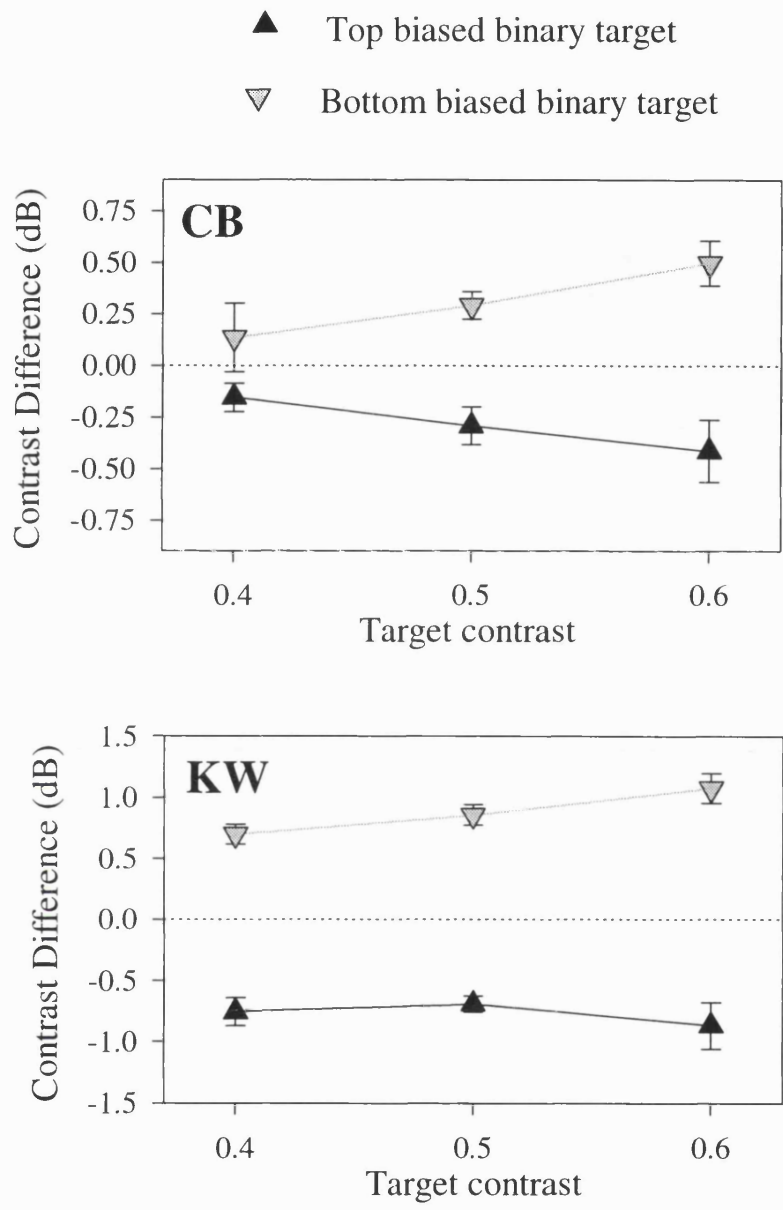 Top biased binary target
Bottom biased binary target
Contrast Difference (dB)
CB
0.75
0.50
0.25
0.00
-0.25
-0.50
-0.75
0.4 0.5 0.6
Target contrast
Contrast Difference (dB)
KW
1.5
1.0
0.5
0.0
-0.5
-1.0
-1.5
0.4 0.5 0.6
Target contrast